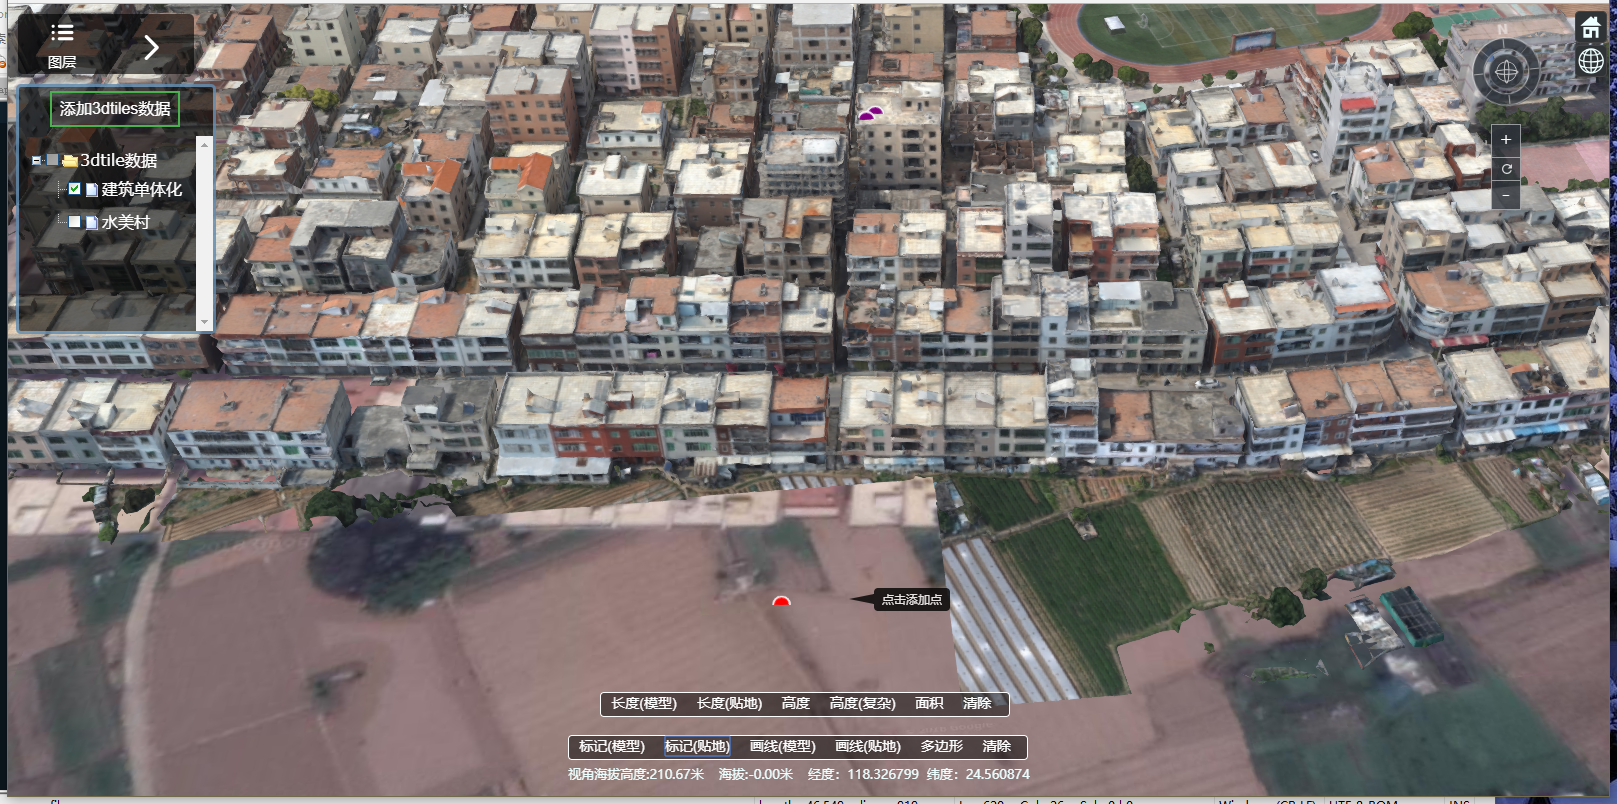 图层
添加3dtiles数据
3dtile数据
建筑单体化
水美村
N
点击添加点
长度(模型) 长度(贴地) 高度 高度(复杂) 面积 清除
标记(模型) 标记(贴地) 画线(模型) 画线(贴地) 多边形 清除
视角海拔高度:210.67米 海拔:-0.00米 经度：118.326799 纬度：24.560874